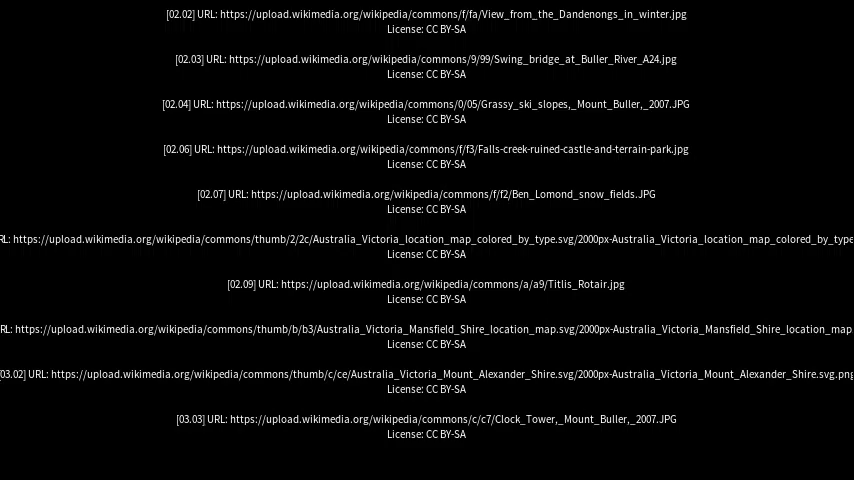 [02.02] URL: https://upload.wikimedia.org/wikipedia/commons/f/fa/View_from_the_Dandenongs_in_winter.jpg
License: CC BY-SA
[02.03] URL: https://upload.wikimedia.org/wikipedia/commons/9/99/Swing_bridge_at_Buller_River_A24.jpg
License: CC BY-SA
[02.04] URL: https://upload.wikimedia.org/wikipedia/commons/0/05/Grassy_ski_slopes,_Mount_Buller,_2007.JPG
License: CC BY-SA
[02.06] URL: https://upload.wikimedia.org/wikipedia/commons/f/f3/Falls-creek-ruined-castle-and-terrain-park.jpg
License: CC BY-SA
[02.07] URL: https://upload.wikimedia.org/wikipedia/commons/f/f2/Ben_Lomond_snow_fields.JPG
License: CC BY-SA
RL: https://upload.wikimedia.org/wikipedia/commons/thumb/2/2c/Australia_Victoria_location_map_colored_by_type.svg/2000px-Australia_Victoria_location_map_colored_by_type
License: CC BY-SA
[02.09] URL: https://upload.wikimedia.org/wikipedia/commons/a/a9/Titlis_Rotair.jpg
License: CC BY-SA
RL: https://upload.wikimedia.org/wikipedia/commons/thumb/b/b3/Australia_Victoria_Mansfield_Shire_location_map.svg/2000px-Australia_Victoria_Mansfield_Shire_location_map.
License: CC BY-SA
[03.02] URL: https://upload.wikimedia.org/wikipedia/commons/thumb/c/ce/Australia_Victoria_Mount_Alexander_Shire.svg/2000px-Australia_Victoria_Mount_Alexander_Shire.svg.png
License: CC BY-SA
[03.03] URL: https://upload.wikimedia.org/wikipedia/commons/c/c7/Clock_Tower,_Mount_Buller,_2007.JPG
License: CC BY-SA